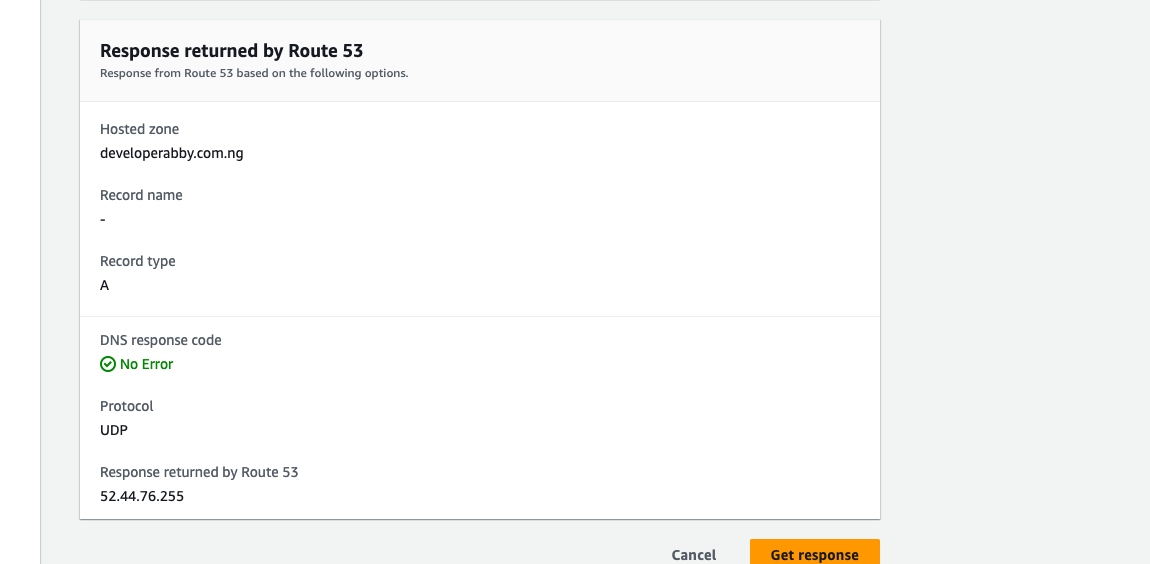 Response returned by Route 53
Response from Route 53 based on the following options.
Hosted zone
developerabby.com.ng
Record name
-
Record type
A
DNS response code
No Error
Protocol
UDP
Response returned by Route 53
52.44.76.255
Cancel
Get response